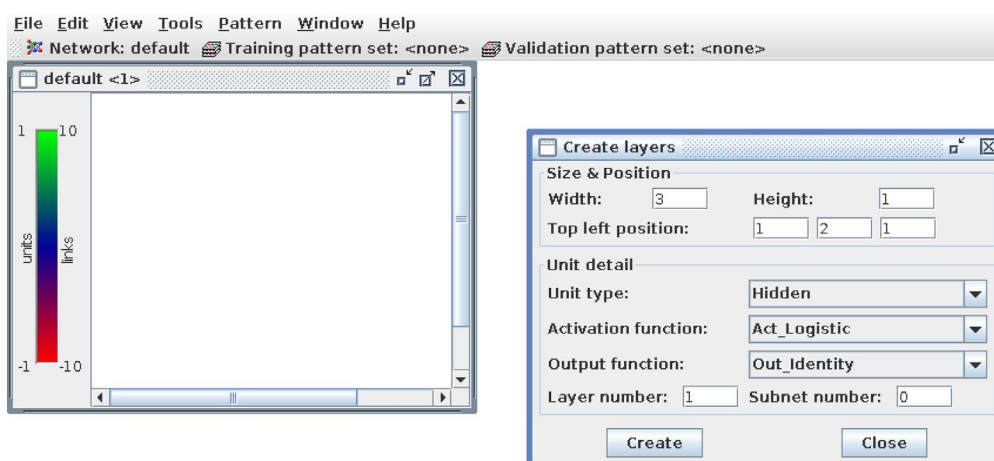 File Edit View Tools Pattern Window Help
Network: default Training pattern set: <none> Validation pattern set: <none>
default <1>
1 10
units
links
-1 -10
Create layers
Size & Position
Width: 3 Height: 1
Top left position: 1 2 1
Unit detail
Unit type: Hidden
Activation function: Act_Logistic
Output function: Out_Identity
Layer number: 1 Subnet number: 0
Create Close